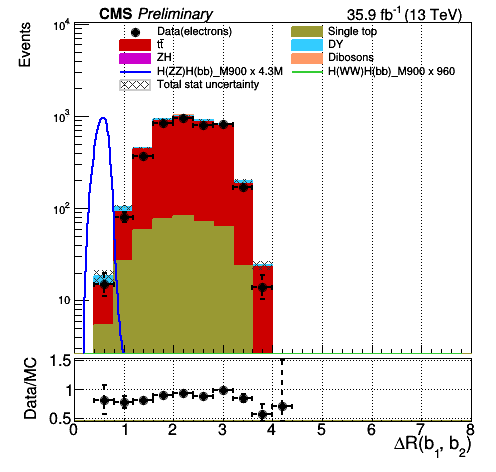 CMS Preliminary 35.9 fb⁻¹ (13 TeV)
Data(electrons) Single top
tt̄ DY
ZH Dibosons
H(ZZ)H(bb)_M900 x 4.3M H(WW)H(bb)_M900 x 960
Total stat uncertainty
Events
10⁴
10³
10²
10
Data/MC
1.5
1
0.5
0 1 2 3 4 5 6 7 8
ΔR(b₁, b₂)